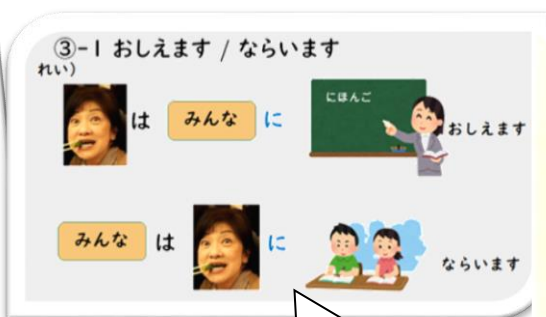 ③-1 おしえます / ならいます
れい)
は みんな に
にほんご
おしえます
みんな は に
ならいます